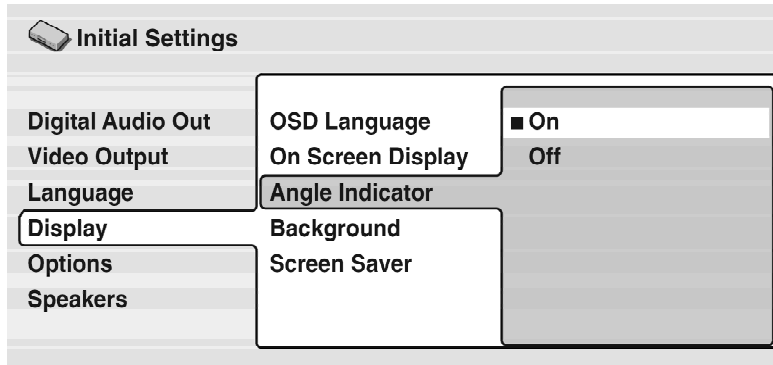 Initial Settings
Digital Audio Out
Video Output
Language
Display
Options
Speakers
OSD Language
On Screen Display
Angle Indicator
Background
Screen Saver
On
Off